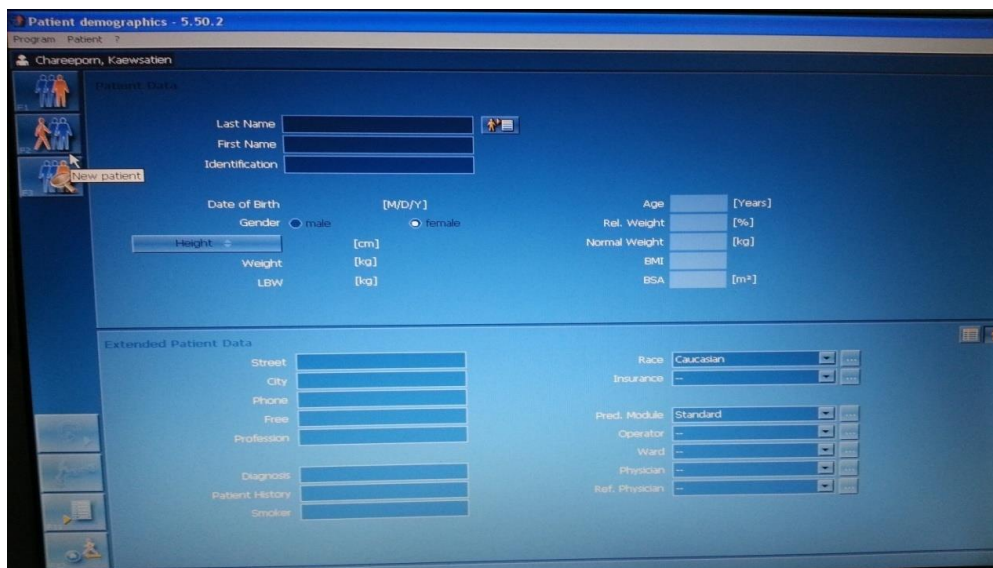 Patient demographics - 5.50.2
Program Patient ?
Chareeporn, Kaewsatien
F1
Patient Data
Last Name
First Name
F2
Identification
New patient
F3
Date of Birth [M/D/Y] Age [Years]
Gender male female Rel. Weight [%]
Height [cm] Normal Weight [kg]
Weight [kg] BMI
LBW [kg] BSA [m²]
Extended Patient Data
Street Race Caucasian
City Insurance --
Phone
Free Pred. Module Standard
Profession Operator --
Ward --
Diagnosis Physician --
Patient History Ref. Physician --
Smoker